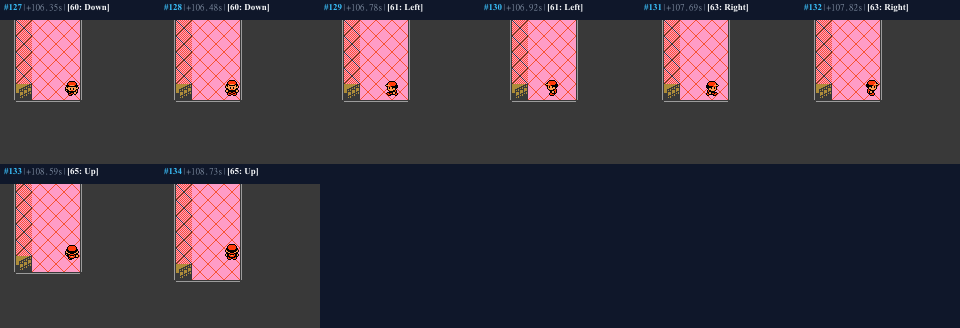 #127|+106.35s|[60: Down]
#128|+106.48s|[60: Down]
#129|+106.78s|[61: Left]
#130|+106.92s|[61: Left]
#131|+107.69s|[63: Right]
#132|+107.82s|[63: Right]
#133|+108.59s|[65: Up]
#134|+108.73s|[65: Up]